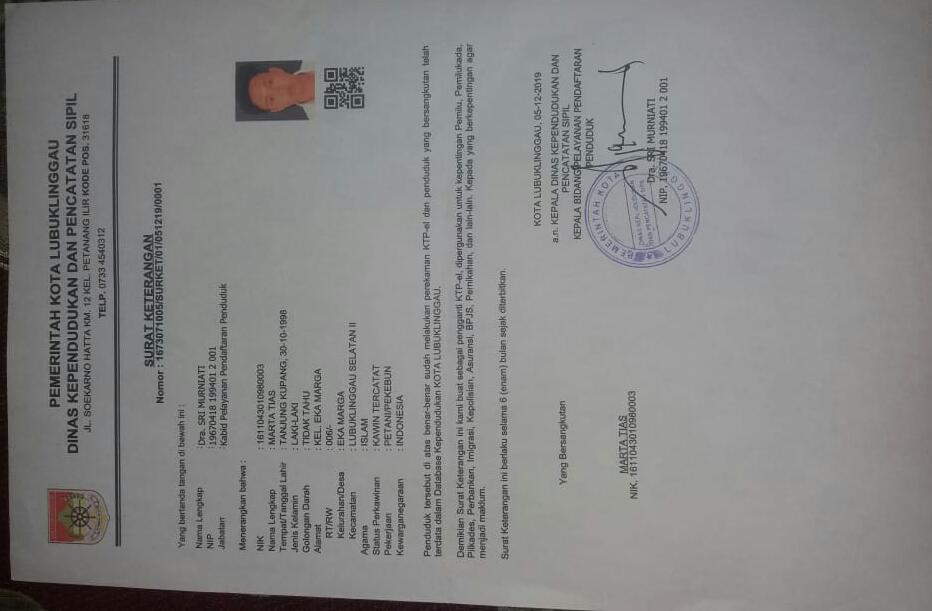 PEMERINTAH KOTA LUBUKLINGGAU
DINAS KEPENDUDUKAN DAN PENCATATAN SIPIL
JL. SOEKARNO HATTA KM. 12 KEL. PETANANG ILIR KODE POS. 31618
TELP. 0733 4540312
SURAT KETERANGAN
Nomor : 1673071005/SURKET/01/051219/0001
Yang bertanda tangan di bawah ini :
Nama Lengkap : Dra. SRI MURNIATI
NIP : 19670418 199401 2 001
Jabatan : Kabid Pelayanan Pendaftaran Penduduk
Menerangkan bahwa :
NIK : 1611043010980003
Nama Lengkap : MARTA TIAS
Tempat/Tanggal Lahir : TANJUNG KUPANG, 30-10-1998
Jenis Kelamin : LAKI-LAKI
Golongan Darah : TIDAK TAHU
Alamat : KEL. EKA MARGA
RT/RW : 006/-
Kelurahan/Desa : EKA MARGA
Kecamatan : LUBUKLINGGAU SELATAN II
Agama : ISLAM
Status Perkawinan : KAWIN TERCATAT
Pekerjaan : PETANI/PEKEBUN
Kewarganegaraan : INDONESIA
Penduduk tersebut di atas benar-benar sudah melakukan perekaman KTP-el dan penduduk yang bersangkutan telah
terdata dalam Database Kependudukan KOTA LUBUKLINGGAU.
Demikian Surat Keterangan ini kami buat sebagai pengganti KTP-el, dipergunakan untuk kepentingan Pemilu, Pemilukada,
Pilkades, Perbankan, Imigrasi, Kepolisian, Asuransi, BPJS, Pernikahan, dan lain-lain. Kepada yang berkepentingan agar
menjadi maklum.
Surat Keterangan ini berlaku selama 6 (enam) bulan sejak diterbitkan.
KOTA LUBUKLINGGAU, 05-12-2019
a.n. KEPALA DINAS KEPENDUDUKAN DAN
PENCATATAN SIPIL
KEPALA BIDANG PELAYANAN PENDAFTARAN
PENDUDUK
Yang Bersangkutan
PEMERINTAH KOTA
DINAS KEPENDUDUKAN
DAN PENCATATAN SIPIL
LUBUKLINGG
Dra. SRI MURNIATI
NIP. 19670418 199401 2 001
MARTA TIAS
NIK. 1611043010980003